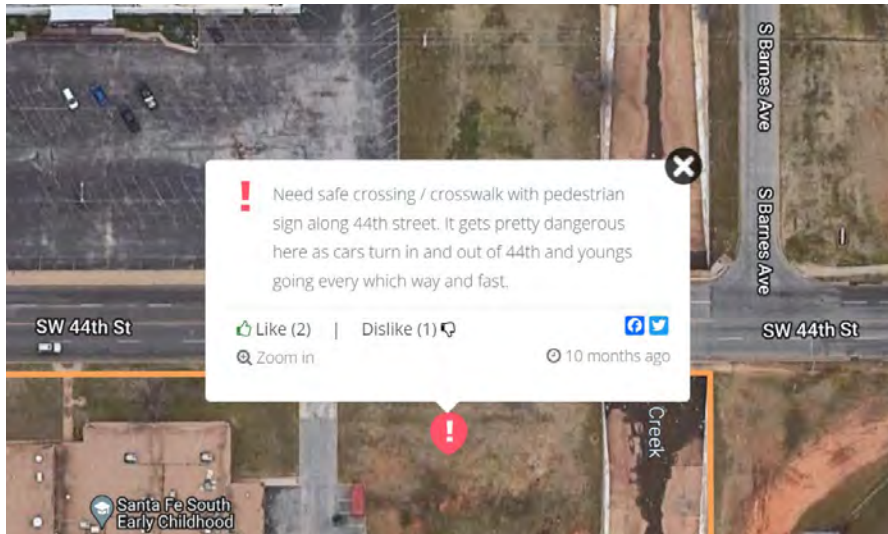 S Barnes Ave
S Barnes Ave
Need safe crossing / crosswalk with pedestrian
sign along 44th street. It gets pretty dangerous
here as cars turn in and out of 44th and youngs
going every which way and fast.
SW 44th St
Like (2) | Dislike (1)
SW 44th St
Zoom in
10 months ago
Creek
Santa Fe South
Early Childhood